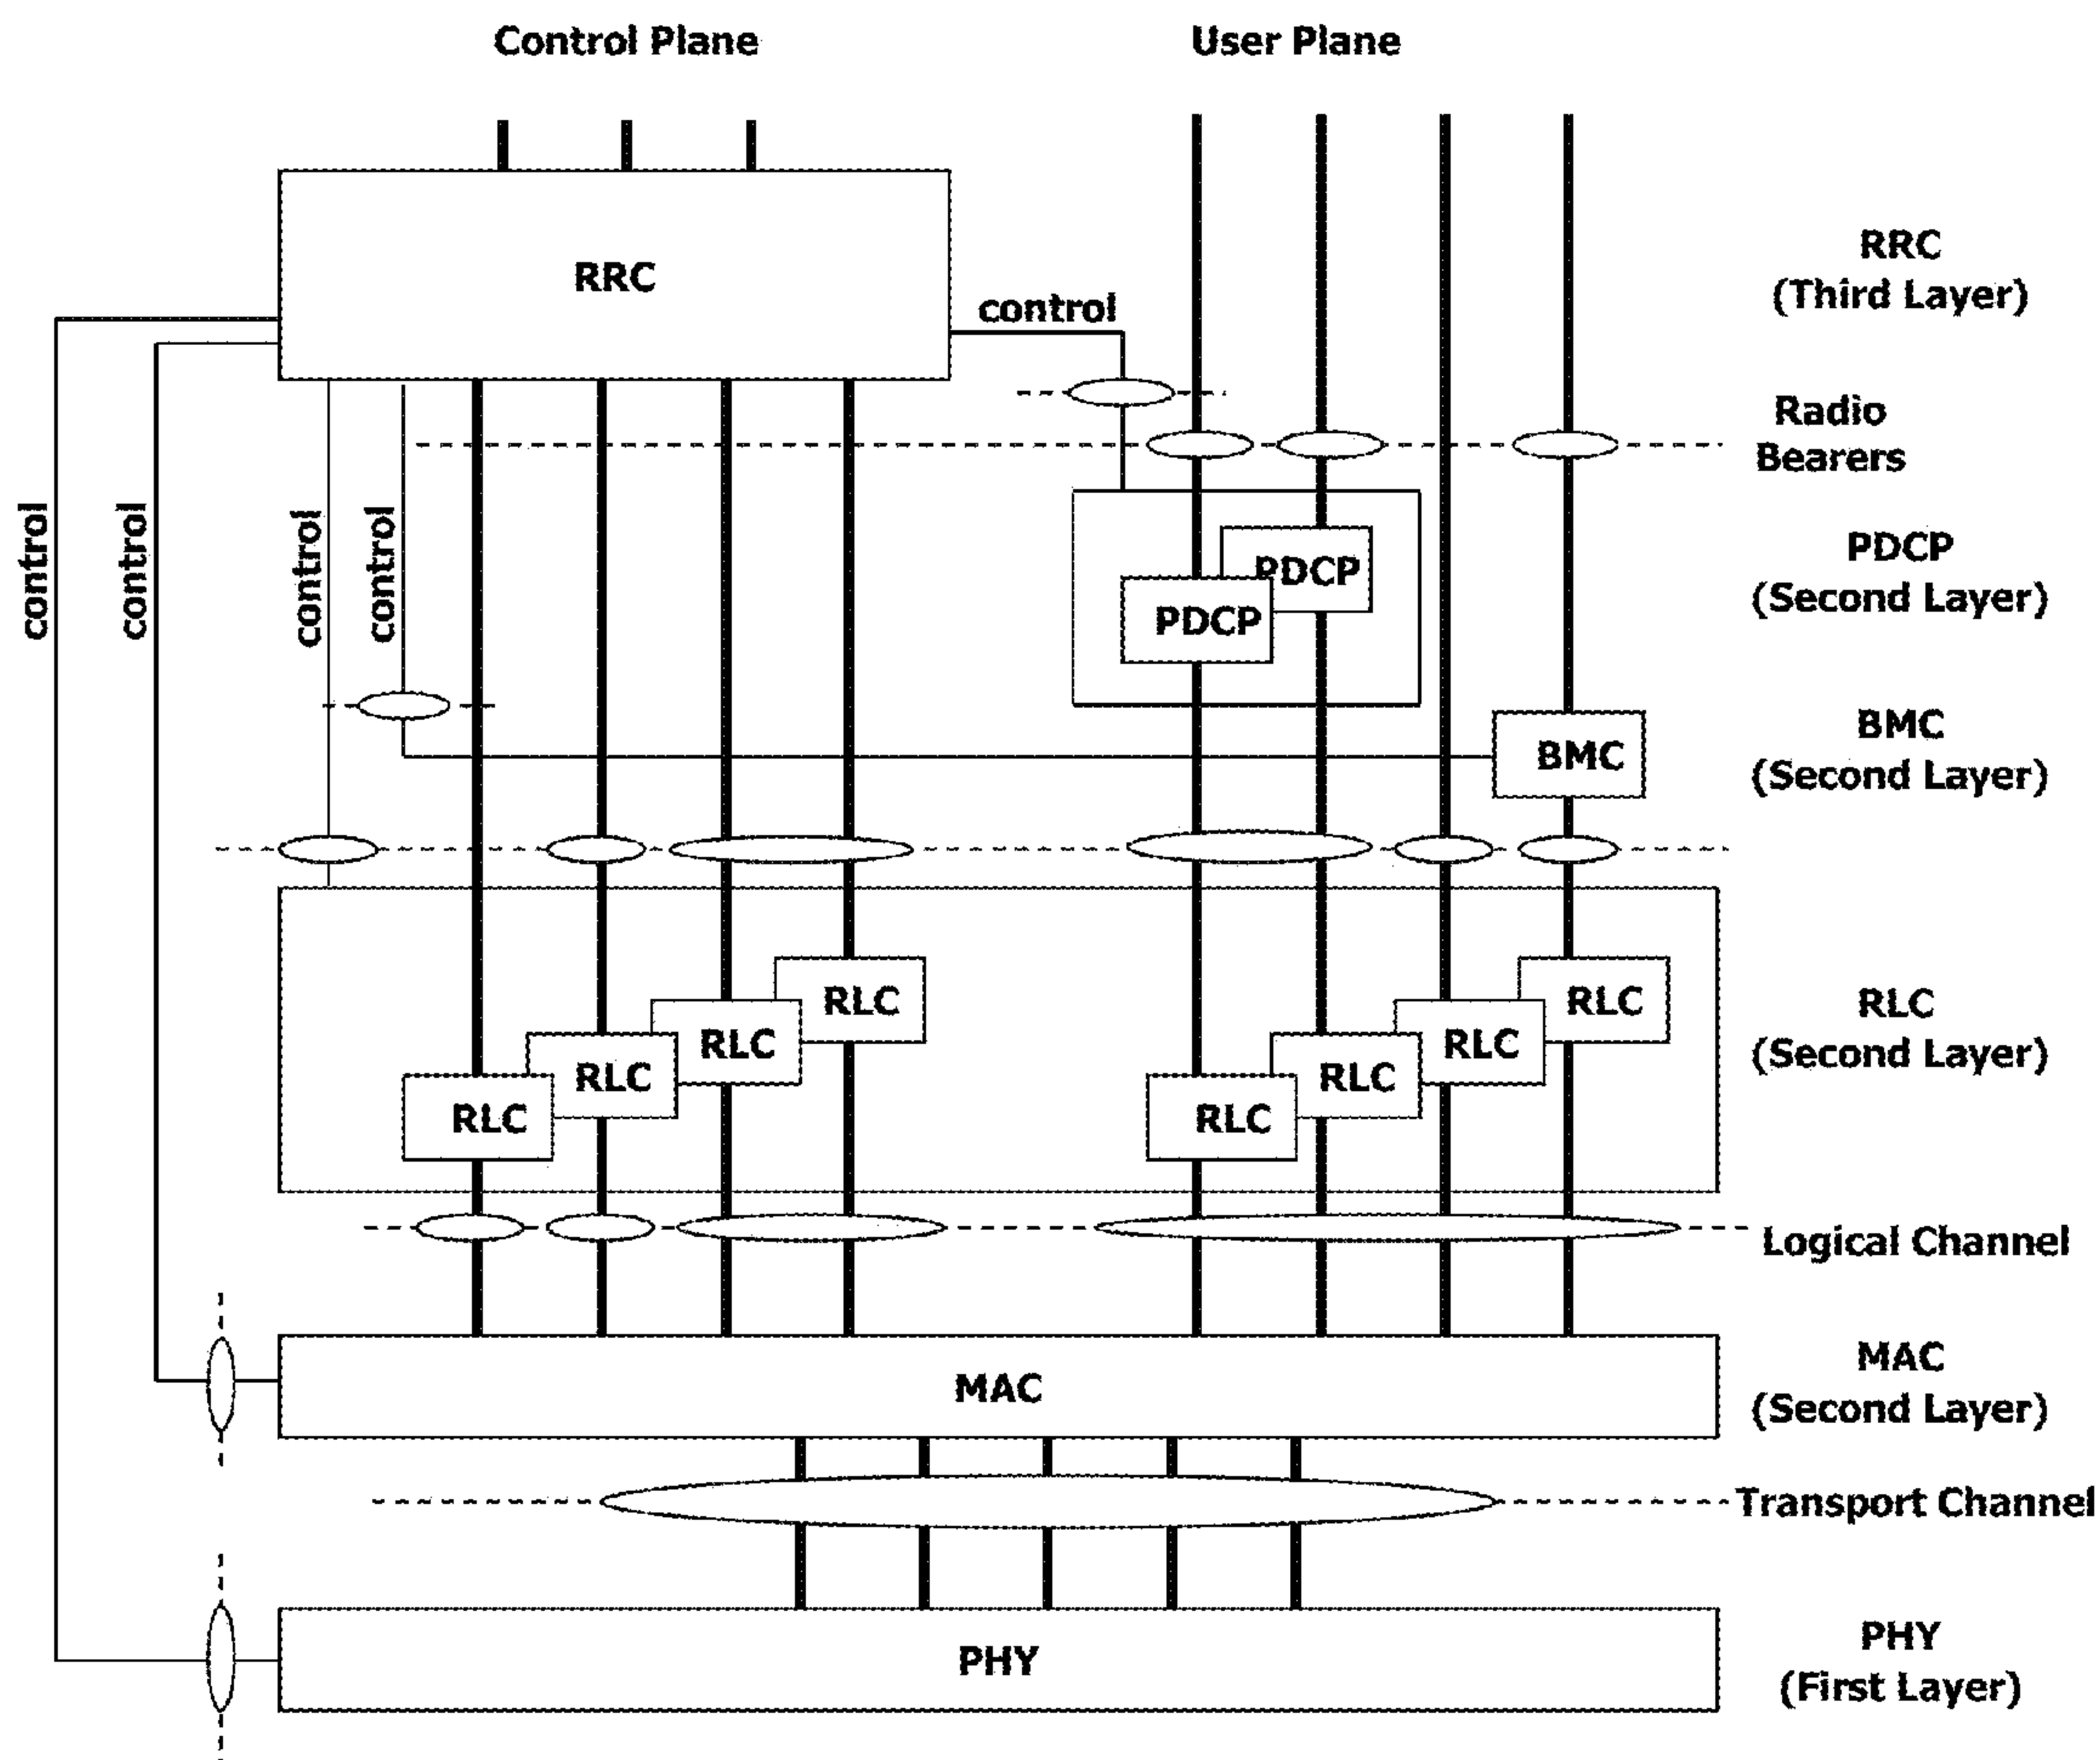 Control Plane
User Plane
RRC
control
RRC
(Third Layer)
Radio
Bearers
control
control
control
control
PDCP
PDCP
PDCP
(Second Layer)
BMC
BMC
(Second Layer)
RLC
RLC
RLC
RLC
RLC
RLC
RLC
RLC
RLC
(Second Layer)
Logical Channel
MAC
MAC
(Second Layer)
Transport Channel
PHY
PHY
(First Layer)